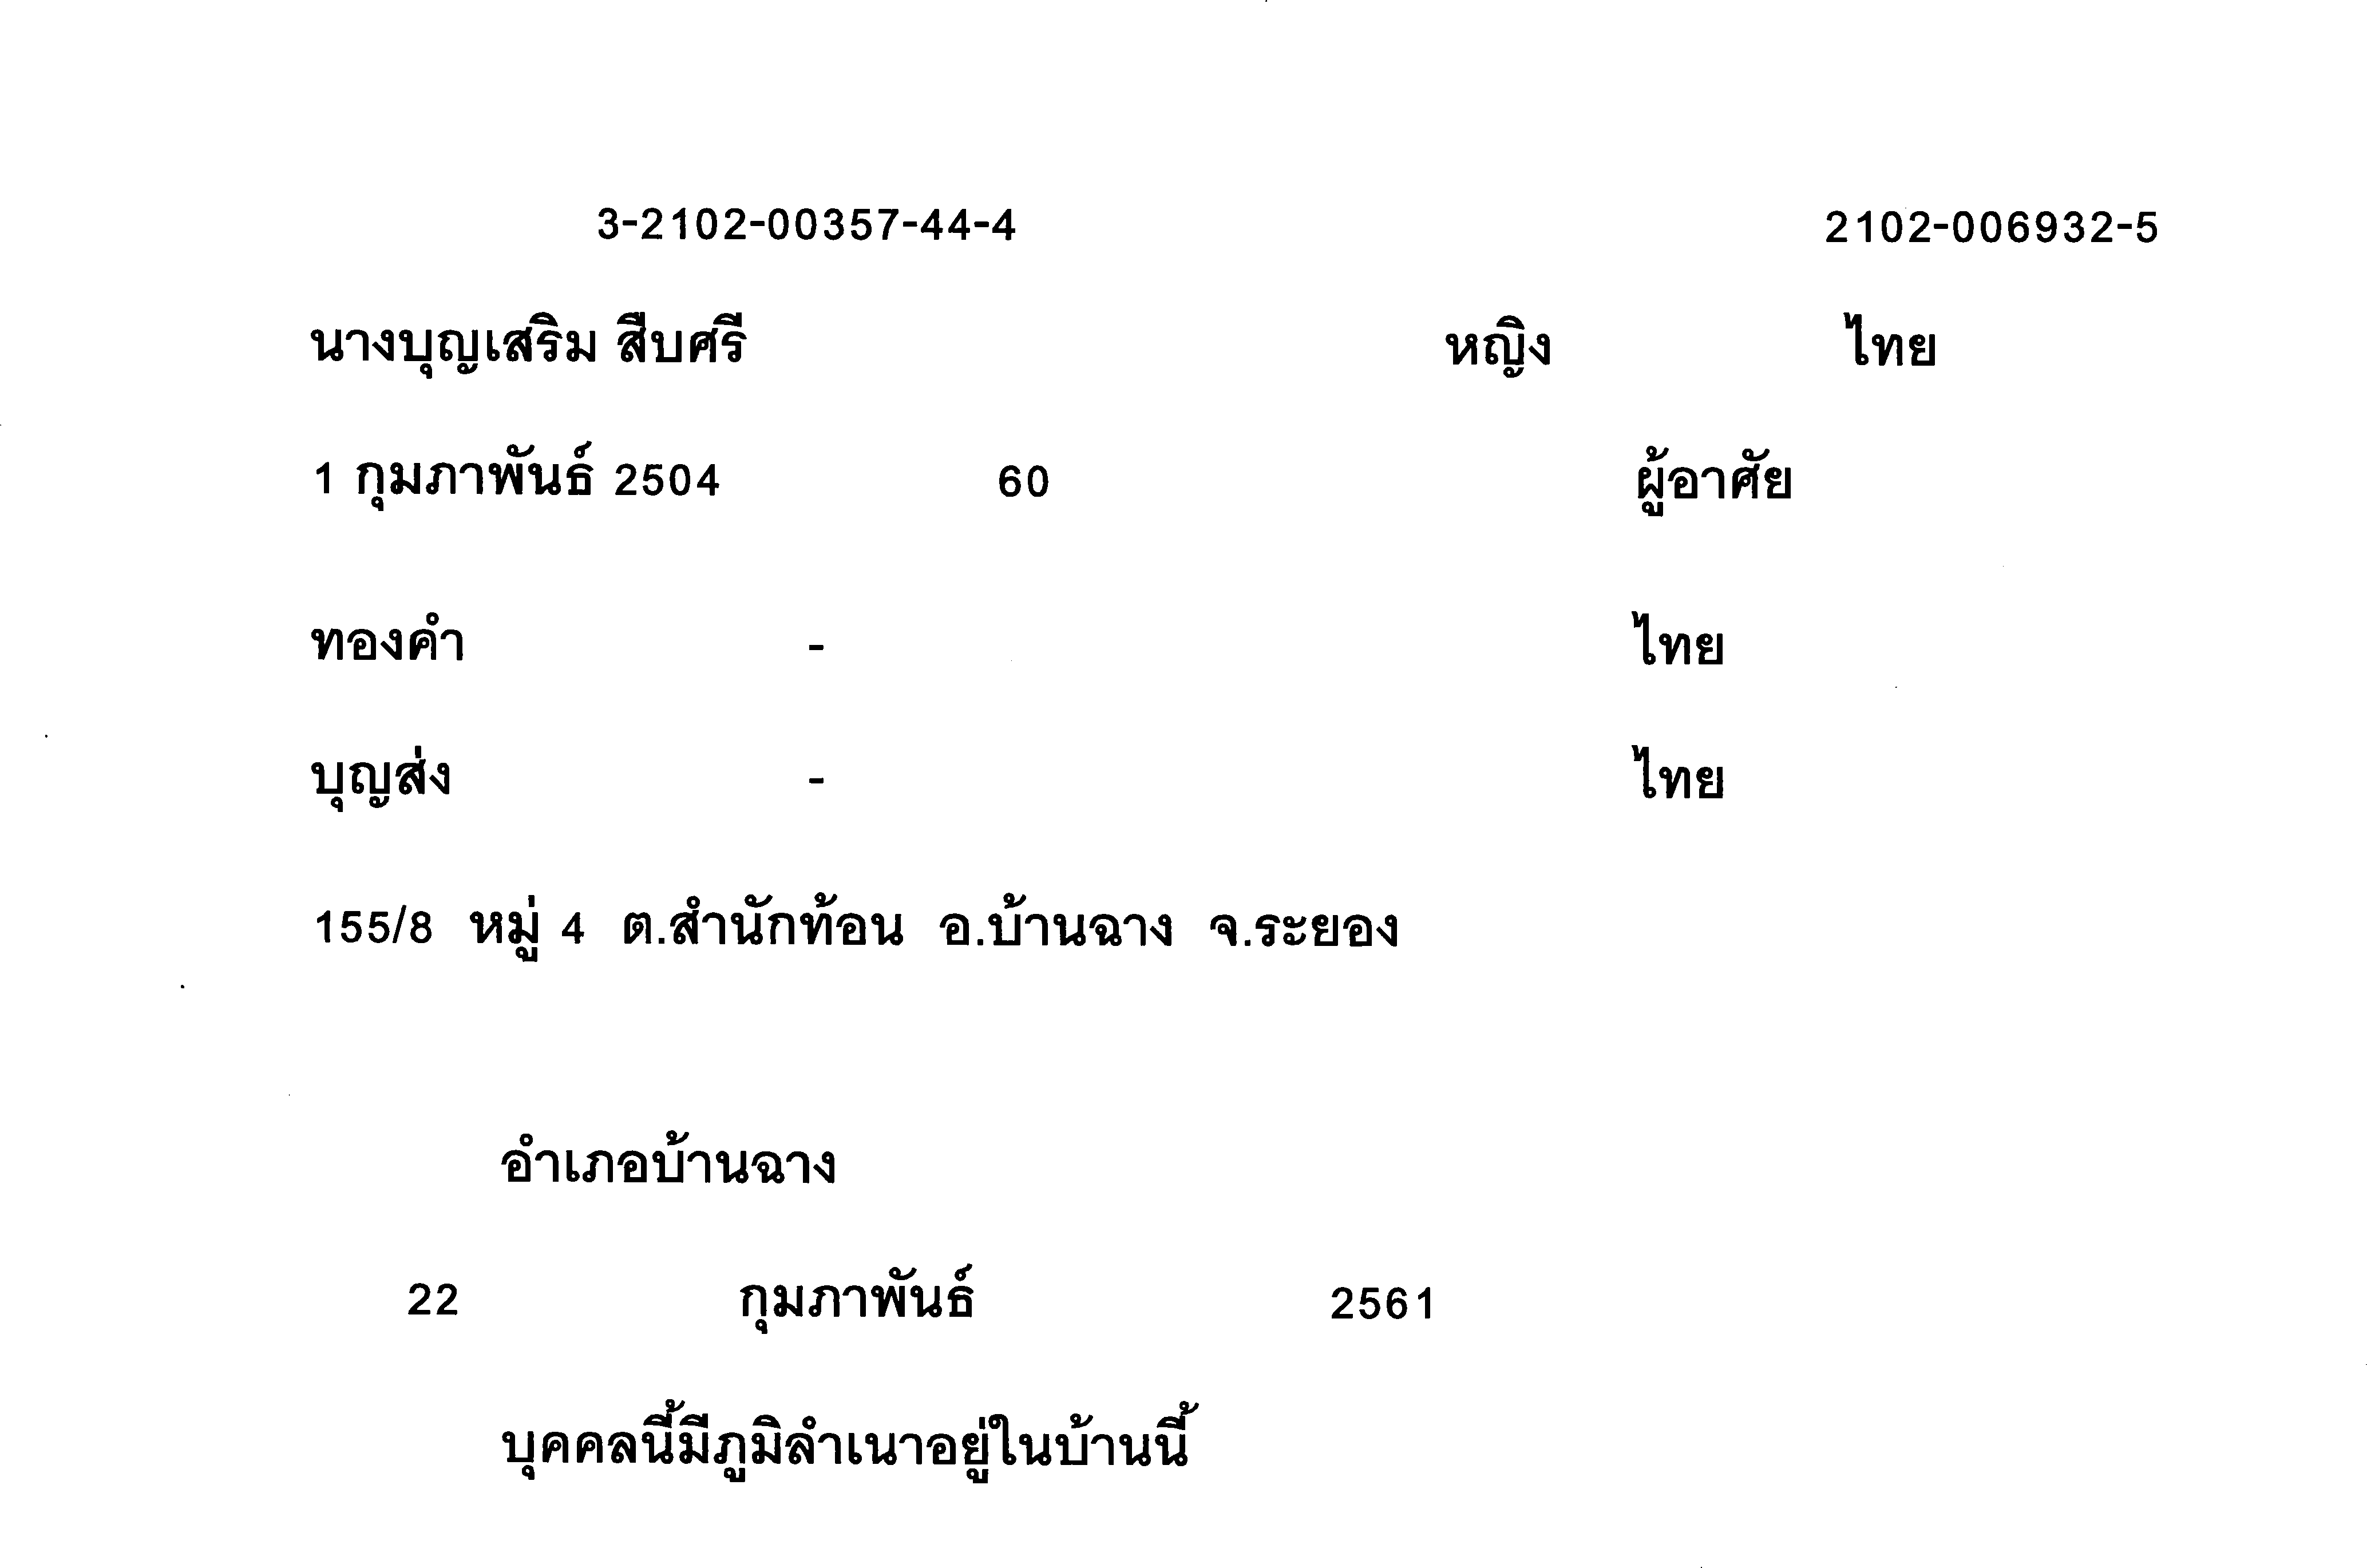 3-2102-00357-44-4 2102-006932-5
นางบุญเสริม สืบศรี หญิง ไทย
1 กุมภาพันธ์ 2504 60 ผู้อาศัย
ทองคำ - ไทย
บุญส่ง - ไทย
155/8 หมู่ 4 ต.สำนักท้อน อ.บ้านฉาง จ.ระยอง
อำเภอบ้านฉาง
22 กุมภาพันธ์ 2561
บุคคลนี้มีภูมิลำเนาอยู่ในบ้านนี้